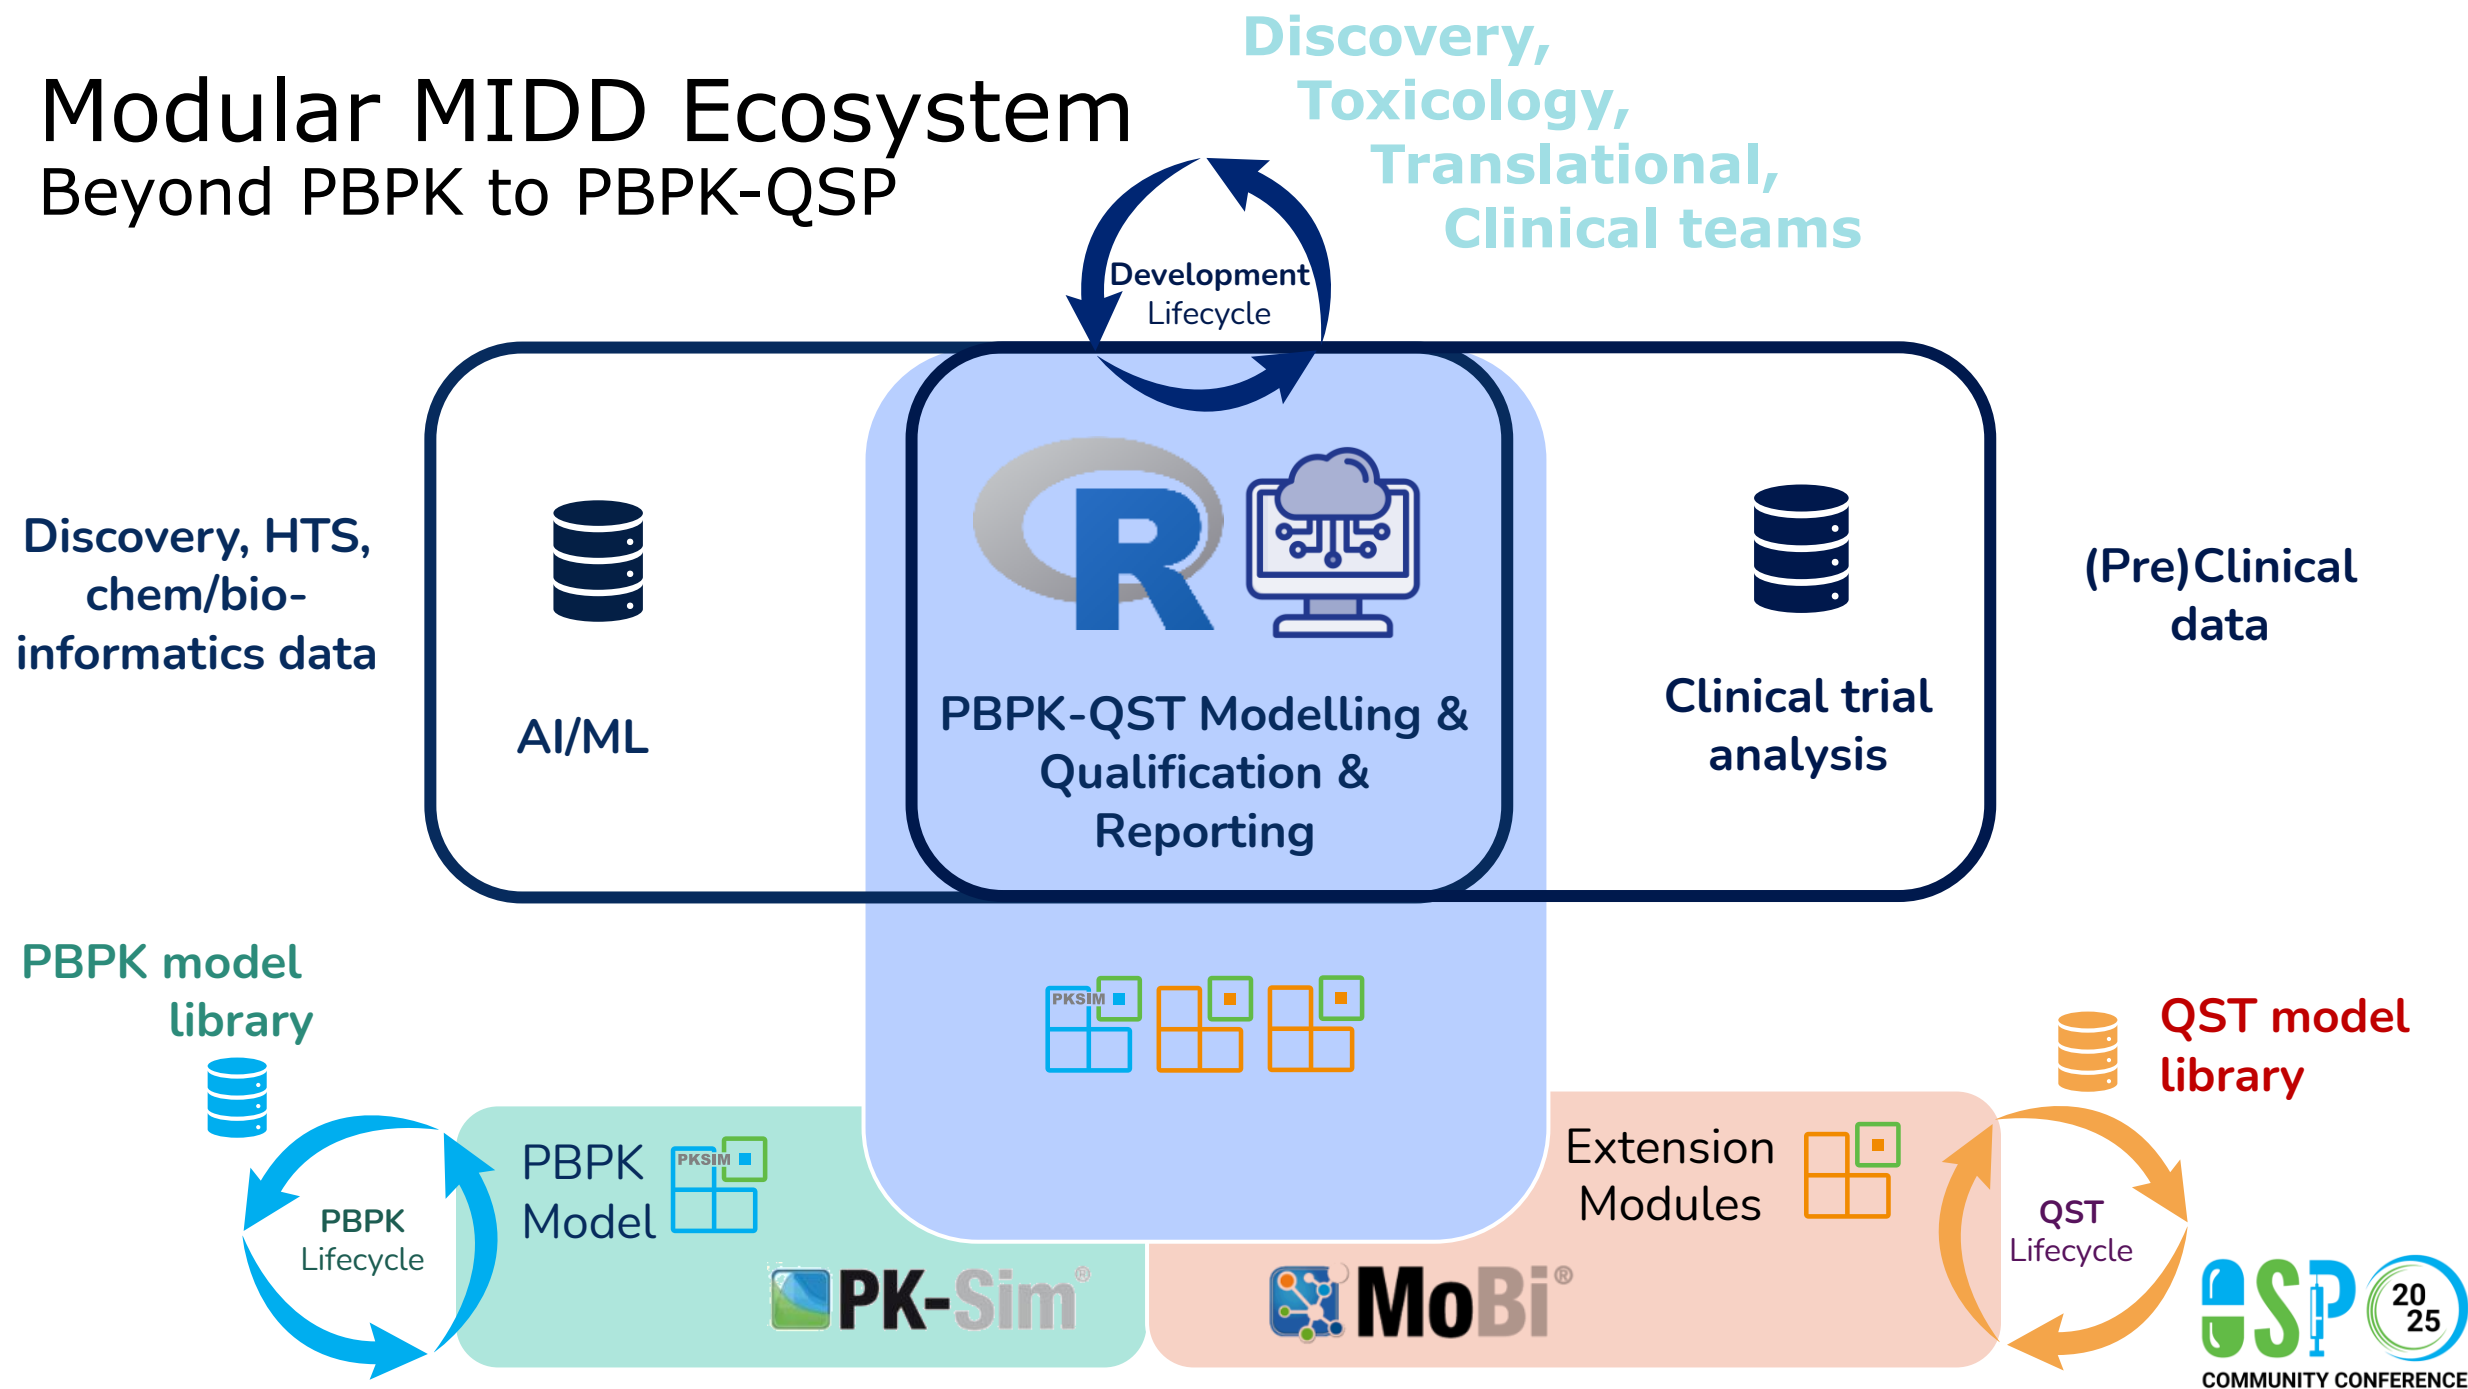 Modular MIDD Ecosystem
Beyond PBPK to PBPK-QSP
Discovery,
Toxicology,
Translational,
Clinical teams
Development
Lifecycle
Discovery, HTS,
chem/bio-
informatics data
AI/ML
R
PBPK-QST Modelling &
Qualification &
Reporting
Clinical trial
analysis
(Pre)Clinical
data
PBPK model
library
PKSIM
QST model
library
PBPK
Lifecycle
PBPK
Model
PKSIM
PK-Sim®
Extension
Modules
MoBi®
QST
Lifecycle
OSP
20
25
COMMUNITY CONFERENCE